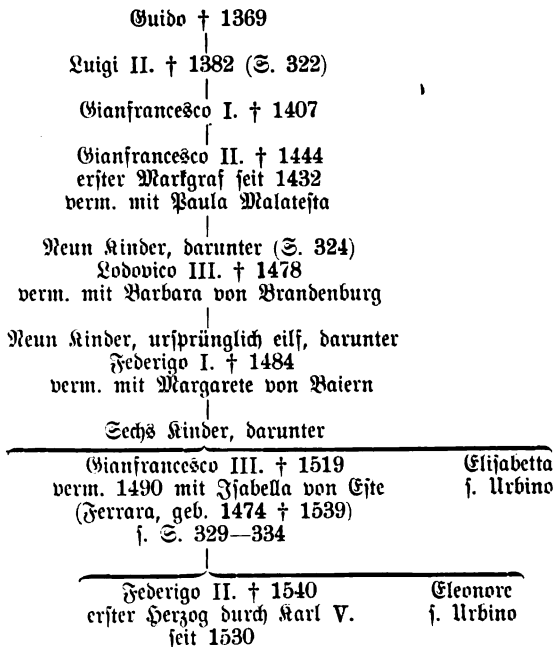 Guido † 1369
Luigi II. † 1382 (S. 322)
Gianfrancesco I. † 1407
Gianfrancesco II. † 1444
erster Markgraf seit 1432
verm. mit Paula Malatesta
Neun Kinder, darunter (S. 324)
Lodovico III. † 1478
verm. mit Barbara von Brandenburg
Neun Kinder, ursprünglich eilf, darunter
Federigo I. † 1484
verm. mit Margarete von Baiern
Sechs Kinder, darunter
Gianfrancesco III. † 1519
verm. 1490 mit Isabella von Este
(Ferrara, geb. 1474 † 1539)
s. S. 329—334
Elisabetta
s. Urbino
Federigo II. † 1540
erster Herzog durch Karl V.
seit 1530
Eleonore
s. Urbino